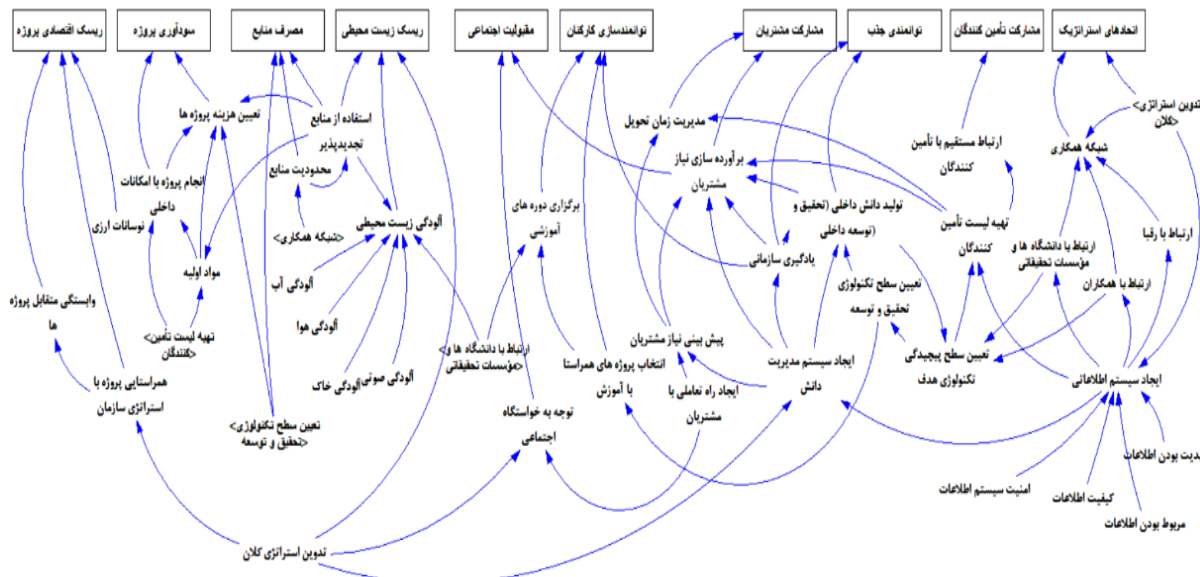 اتحادهای استراتژیک
مشارکت تأمین کنندگان
توانمندی جذب
مشارکت مشتریان
توانمندسازی کارکنان
مقبولیت اجتماعی
ریسک زیست محیطی
مصرف منابع
سودآوری پروژه
ریسک اقتصادی پروژه
<تدوین استراتژی
کلان>
شبکه همکاری
ارتباط مستقیم با تأمین
کنندگان
مدیریت زمان تحویل
برآورده سازی نیاز
مشتریان
استفاده از منابع
تجدیدپذیر
تعیین هزینه پروژه ها
محدودیت منابع
انجام پروژه با امکانات
داخلی
نوسانات ارزی
برگزاری دوره های
آموزشی
تولید دانش داخلی (تحقیق و
توسعه داخلی)
تهیه لیست تأمین
کنندگان
ارتباط با رقبا
ارتباط با دانشگاه ها و
مؤسسات تحقیقاتی
ارتباط با همکاران
<شبکه همکاری>
آلودگی زیست محیطی
یادگیری سازمانی
مواد اولیه
آلودگی آب
تعیین سطح تکنولوژی
تحقیق و توسعه
وابستگی متقابل پروژه
ها
آلودگی هوا
<تهیه لیست تأمین
کنندگان>
<ارتباط با دانشگاه ها و
مؤسسات تحقیقاتی>
پیش بینی نیاز مشتریان
ایجاد سیستم مدیریت
دانش
تعیین سطح پیچیدگی
تکنولوژی هدف
ایجاد سیستم اطلاعاتی
همراستایی پروژه با
استراتژی سازمان
آلودگی خاک
آلودگی صوتی
انتخاب پروژه های همراستا
با آموزش
ایجاد راه تعاملی با
مشتریان
<تعین سطح تکنولوژی
تحقیق و توسعه>
توجه به خواستگاه
اجتماعی
بودن اطلاعات
امنیت سیستم اطلاعات
کیفیت اطلاعات
مربوط بودن اطلاعات
تدوین استراتژی کلان